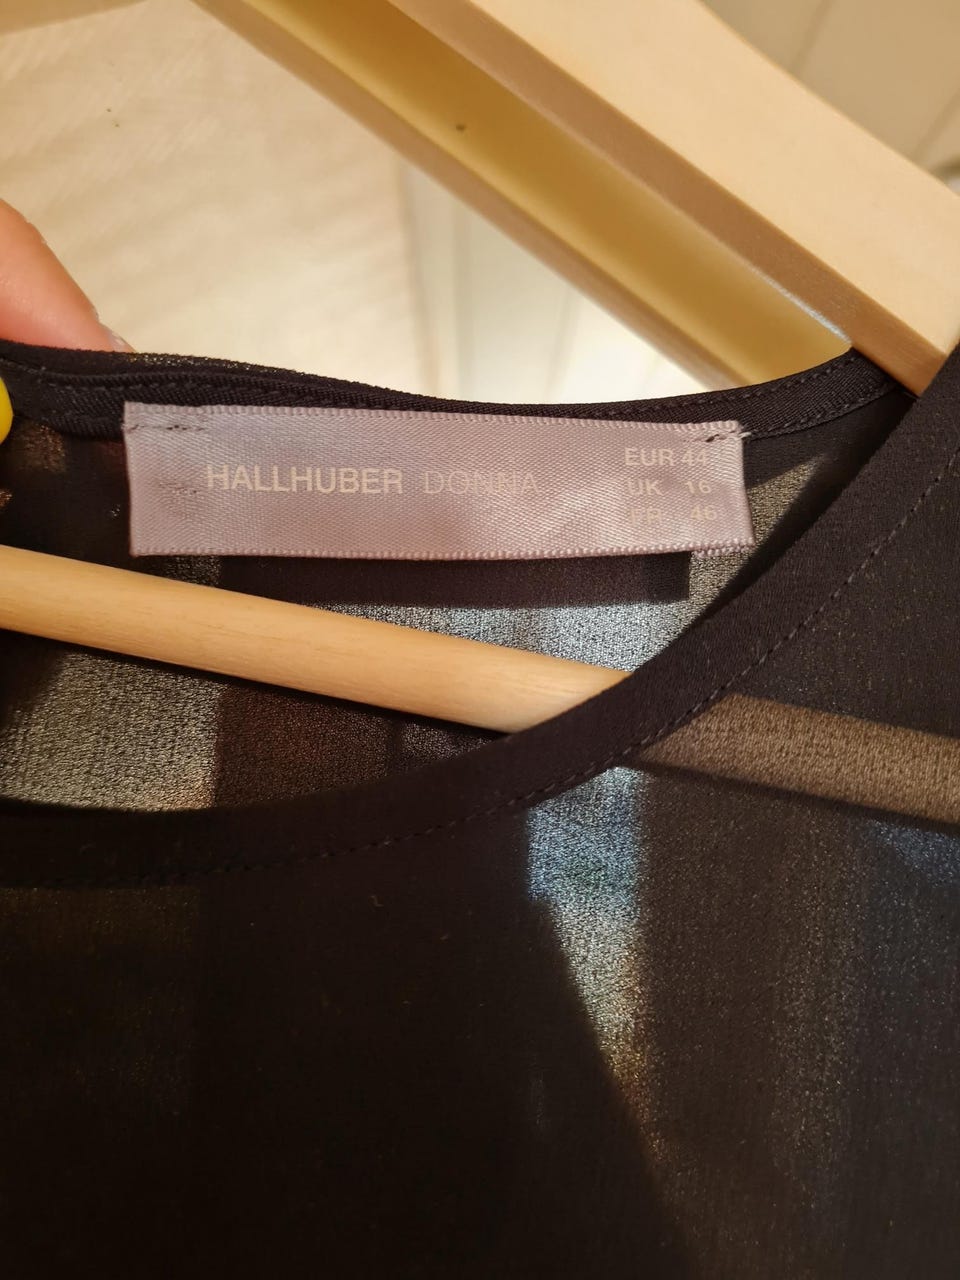 HALLHUBER DONNA
EUR 44
UK 16
FR 46